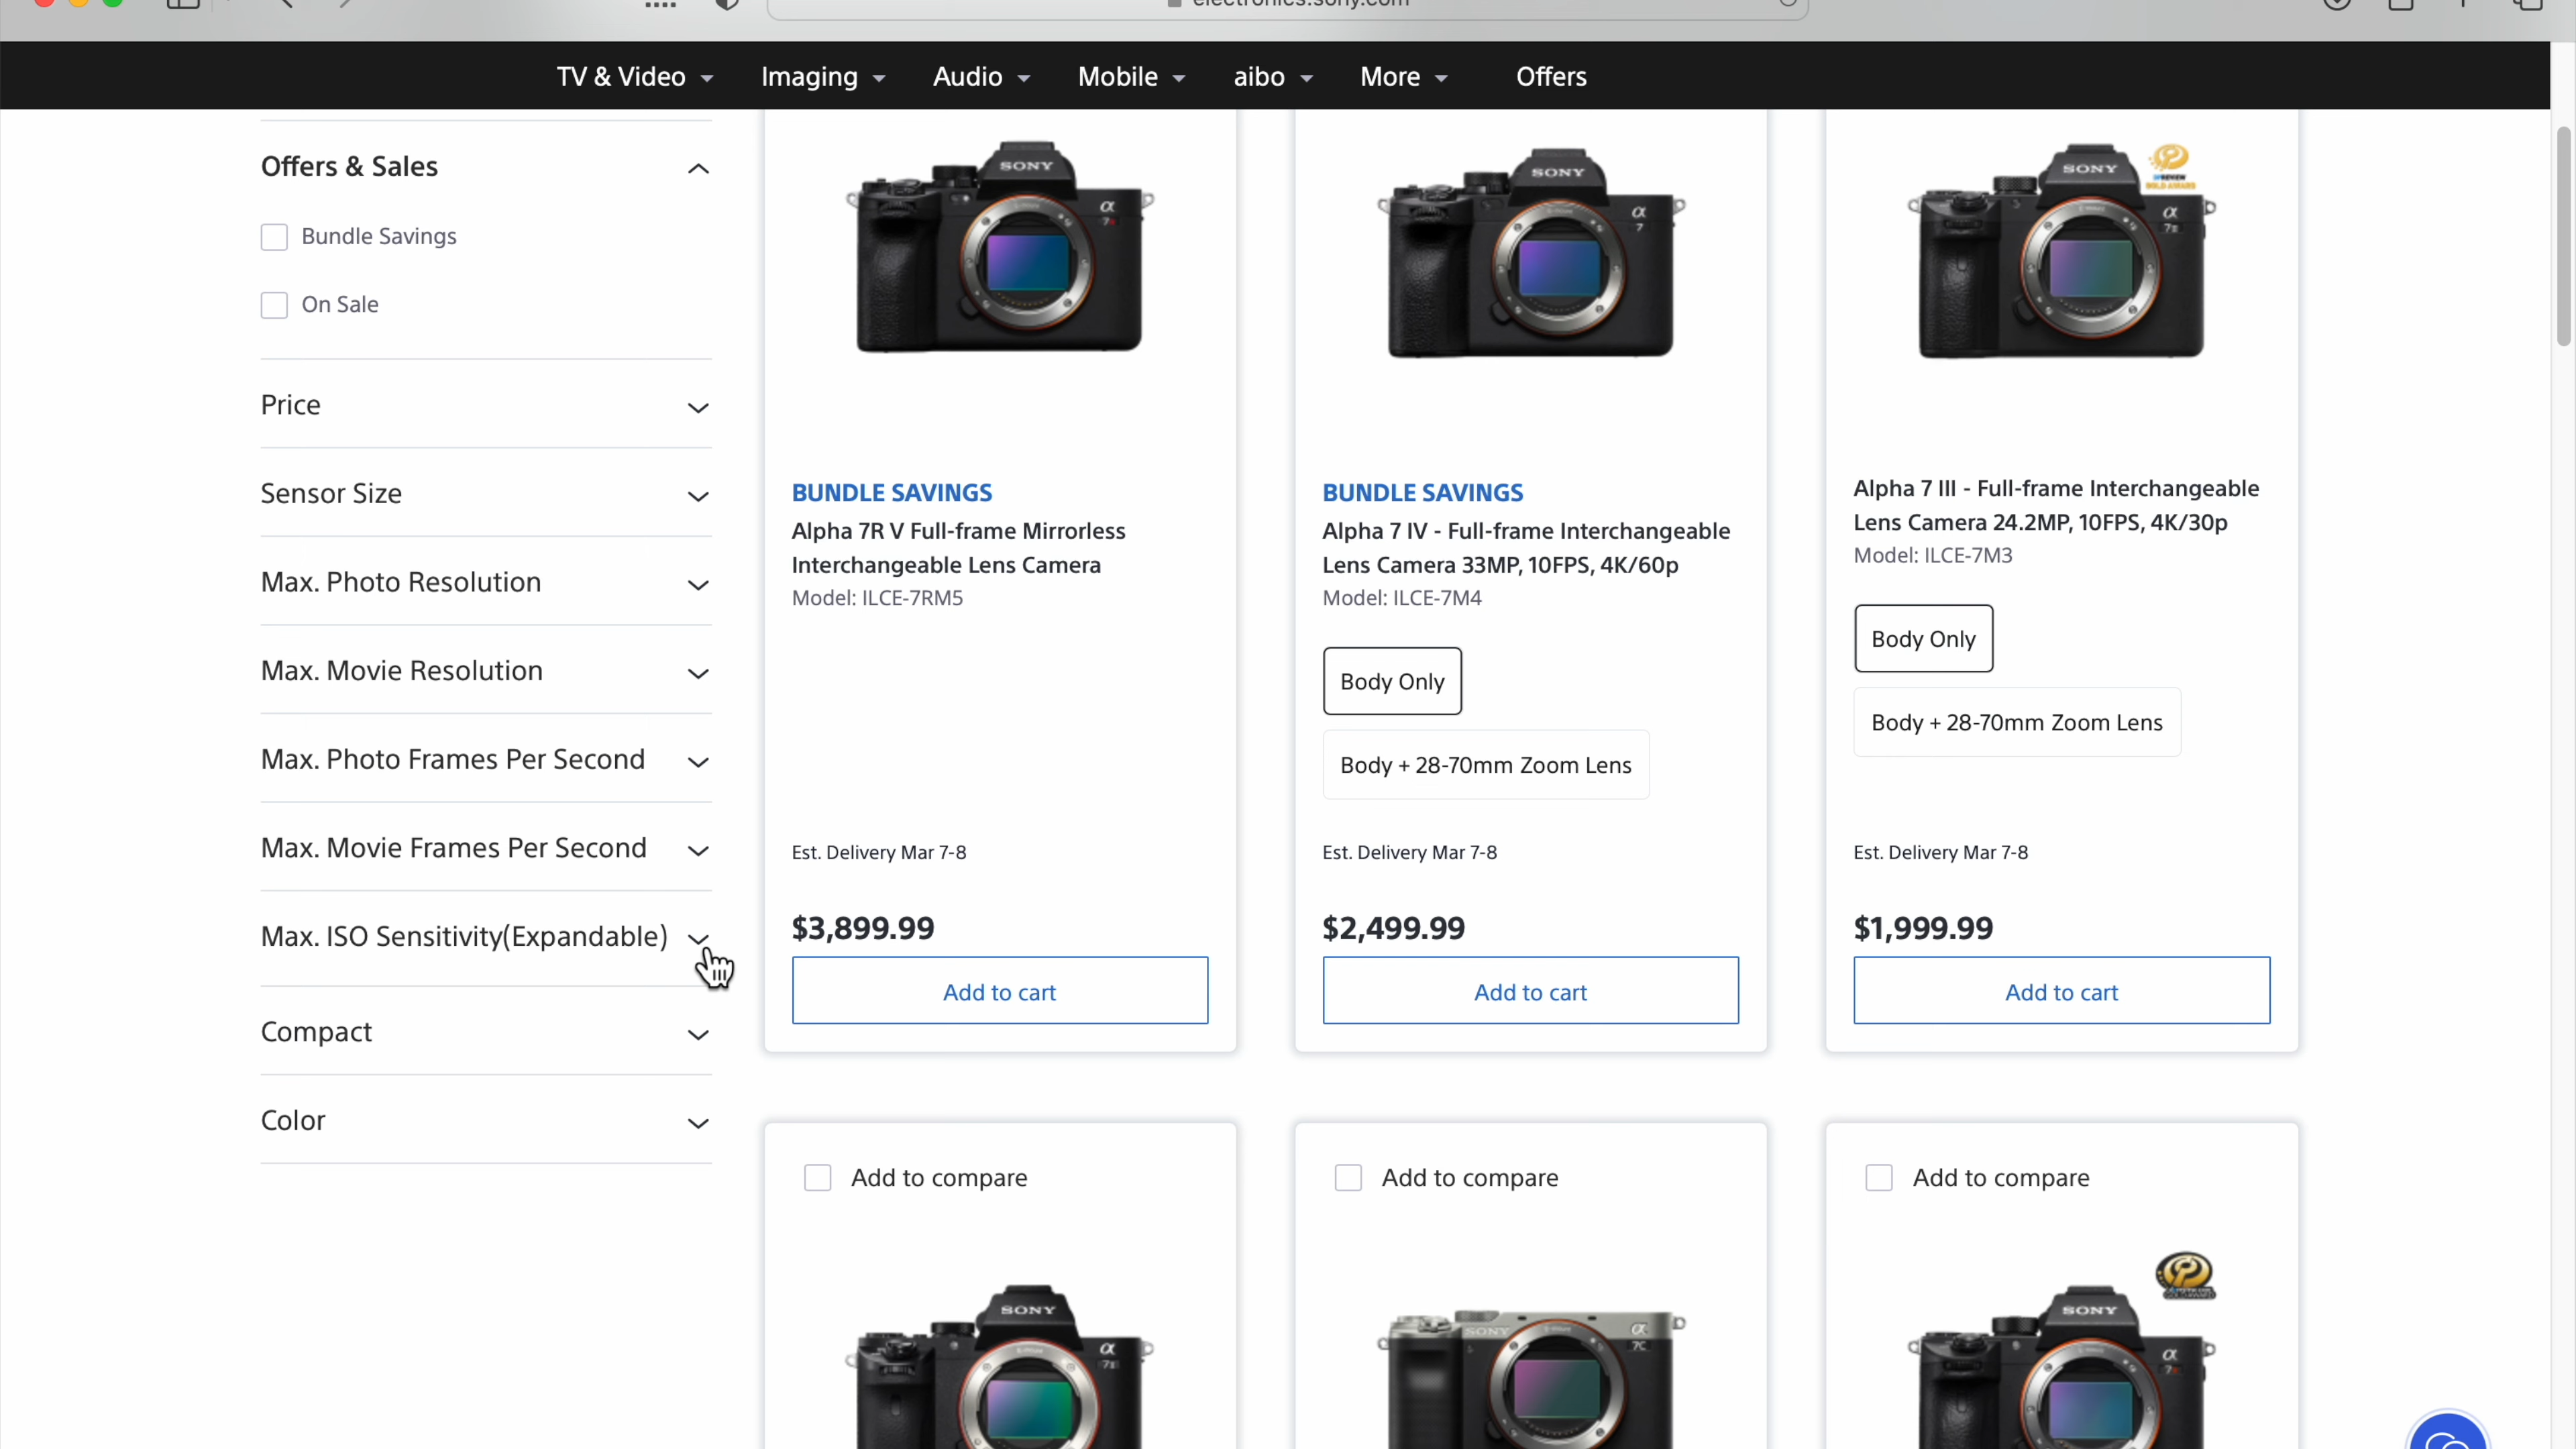 electronics.sony.com
TV & Video
Imaging
Audio
Mobile
aibo
More
Offers
Offers & Sales
Bundle Savings
On Sale
Price
Sensor Size
Max. Photo Resolution
Max. Movie Resolution
Max. Photo Frames Per Second
Max. Movie Frames Per Second
Max. ISO Sensitivity(Expandable)
Compact
Color
SONY
α
7R
BUNDLE SAVINGS
Alpha 7R V Full-frame Mirrorless
Interchangeable Lens Camera
Model: ILCE-7RM5
Est. Delivery Mar 7-8
$3,899.99
Add to cart
SONY
α
7
BUNDLE SAVINGS
Alpha 7 IV - Full-frame Interchangeable
Lens Camera 33MP, 10FPS, 4K/60p
Model: ILCE-7M4
Body Only
Body + 28-70mm Zoom Lens
Est. Delivery Mar 7-8
$2,499.99
Add to cart
SONY
α
7III
GOLD AWARD
Alpha 7 III - Full-frame Interchangeable
Lens Camera 24.2MP, 10FPS, 4K/30p
Model: ILCE-7M3
Body Only
Body + 28-70mm Zoom Lens
Est. Delivery Mar 7-8
$1,999.99
Add to cart
Add to compare
SONY
α
Add to compare
SONY
α
7C
Add to compare
SONY
α